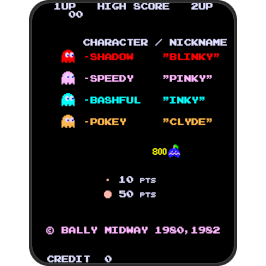 1UP HIGH SCORE 2UP
00
CHARACTER / NICKNAME
-SHADOW "BLINKY"
-SPEEDY "PINKY"
-BASHFUL "INKY"
-POKEY "CLYDE"
800
10 PTS
50 PTS
© BALLY MIDWAY 1980,1982
CREDIT 0